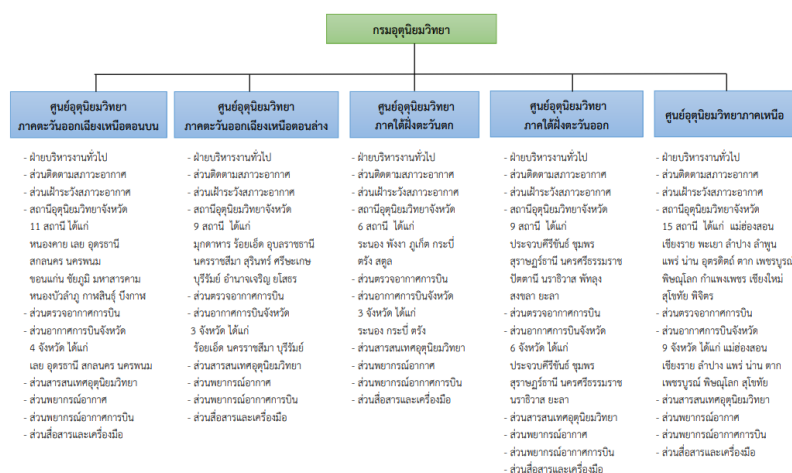 กรมอุตุนิยมวิทยา
ศูนย์อุตุนิยมวิทยา
ภาคตะวันออกเฉียงเหนือตอนบน
- ฝ่ายบริหารงานทั่วไป
- ส่วนติดตามสภาวะอากาศ
- ส่วนเฝ้าระวังสภาวะอากาศ
- สถานีอุตุนิยมวิทยาจังหวัด
11 สถานี ได้แก่
หนองคาย เลย อุดรธานี
สกลนคร นครพนม
ขอนแก่น ชัยภูมิ มหาสารคาม
หนองบัวลำภู กาฬสินธุ์ บึงกาฬ
- ส่วนตรวจอากาศการบิน
- ส่วนอากาศการบินจังหวัด
4 จังหวัด ได้แก่
เลย อุดรธานี สกลนคร นครพนม
- ส่วนสารสนเทศอุตุนิยมวิทยา
- ส่วนพยากรณ์อากาศ
- ส่วนพยากรณ์อากาศการบิน
- ส่วนสื่อสารและเครื่องมือ
ศูนย์อุตุนิยมวิทยา
ภาคตะวันออกเฉียงเหนือตอนล่าง
- ฝ่ายบริหารงานทั่วไป
- ส่วนติดตามสภาวะอากาศ
- ส่วนเฝ้าระวังสภาวะอากาศ
- สถานีอุตุนิยมวิทยาจังหวัด
9 สถานี ได้แก่
มุกดาหาร ร้อยเอ็ด อุบลราชธานี
นครราชสีมา สุรินทร์ ศรีษะเกษ
บุรีรัมย์ อำนาจเจริญ ยโสธร
- ส่วนตรวจอากาศการบิน
- ส่วนอากาศการบินจังหวัด
3 จังหวัด ได้แก่
ร้อยเอ็ด นครราชสีมา บุรีรัมย์
- ส่วนสารสนเทศอุตุนิยมวิทยา
- ส่วนพยากรณ์อากาศ
- ส่วนพยากรณ์อากาศการบิน
- ส่วนสื่อสารและเครื่องมือ
ศูนย์อุตุนิยมวิทยา
ภาคใต้ฝั่งตะวันตก
- ฝ่ายบริหารงานทั่วไป
- ส่วนติดตามสภาวะอากาศ
- ส่วนเฝ้าระวังสภาวะอากาศ
- สถานีอุตุนิยมวิทยาจังหวัด
6 สถานี ได้แก่
ระนอง พังงา ภูเก็ต กระบี่
ตรัง สตูล
- ส่วนตรวจอากาศการบิน
- ส่วนอากาศการบินจังหวัด
3 จังหวัด ได้แก่
ระนอง กระบี่ ตรัง
- ส่วนสารสนเทศอุตุนิยมวิทยา
- ส่วนพยากรณ์อากาศ
- ส่วนพยากรณ์อากาศการบิน
- ส่วนสื่อสารและเครื่องมือ
ศูนย์อุตุนิยมวิทยา
ภาคใต้ฝั่งตะวันออก
- ฝ่ายบริหารงานทั่วไป
- ส่วนติดตามสภาวะอากาศ
- ส่วนเฝ้าระวังสภาวะอากาศ
- สถานีอุตุนิยมวิทยาจังหวัด
9 สถานี ได้แก่
ประจวบคีรีขันธ์ ชุมพร
สุราษฎร์ธานี นครศรีธรรมราช
ปัตตานี นราธิวาส พัทลุง
สงขลา ยะลา
- ส่วนตรวจอากาศการบิน
- ส่วนอากาศการบินจังหวัด
6 จังหวัด ได้แก่
ประจวบคีรีขันธ์ ชุมพร
สุราษฎร์ธานี นครศรีธรรมราช
นราธิวาส ยะลา
- ส่วนสารสนเทศอุตุนิยมวิทยา
- ส่วนพยากรณ์อากาศ
- ส่วนพยากรณ์อากาศการบิน
- ส่วนสื่อสารและเครื่องมือ
ศูนย์อุตุนิยมวิทยาภาคเหนือ
- ฝ่ายบริหารงานทั่วไป
- ส่วนติดตามสภาวะอากาศ
- ส่วนเฝ้าระวังสภาวะอากาศ
- สถานีอุตุนิยมวิทยาจังหวัด
15 สถานี ได้แก่ แม่ฮ่องสอน
เชียงราย พะเยา ลำปาง ลำพูน
แพร่ น่าน อุตรดิตถ์ ตาก เพชรบูรณ์
พิษณุโลก กำแพงเพชร เชียงใหม่
สุโขทัย พิจิตร
- ส่วนตรวจอากาศการบิน
- ส่วนอากาศการบินจังหวัด
9 จังหวัด ได้แก่ แม่ฮ่องสอน
เชียงราย ลำปาง แพร่ น่าน ตาก
เพชรบูรณ์ พิษณุโลก สุโขทัย
- ส่วนสารสนเทศอุตุนิยมวิทยา
- ส่วนพยากรณ์อากาศ
- ส่วนพยากรณ์อากาศการบิน
- ส่วนสื่อสารและเครื่องมือ